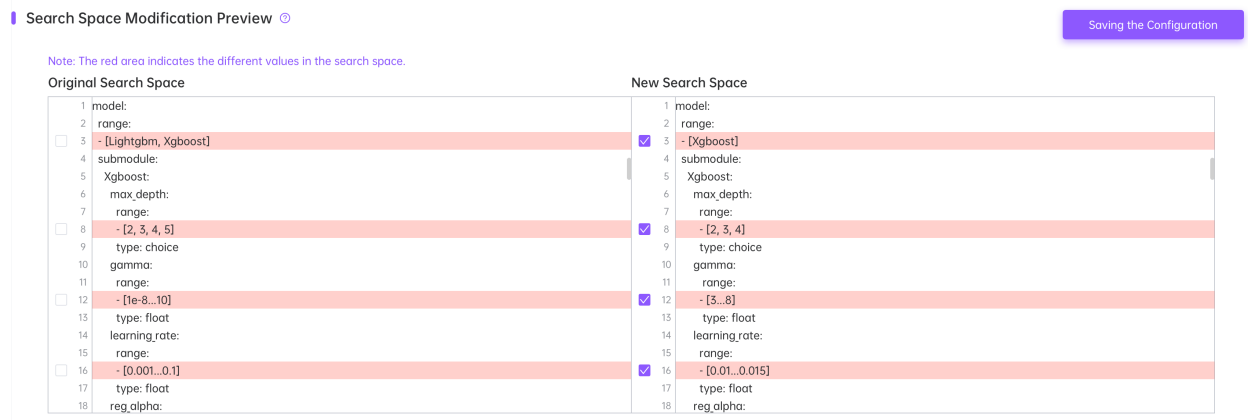 Search Space Modification Preview ?
Saving the Configuration
Note: The red area indicates the different values in the search space.
Original Search Space
1 model:
2 range:
3 - [Lightgbm, Xgboost]
4 submodule:
5 Xgboost:
6 max_depth:
7 range:
8 - [2, 3, 4, 5]
9 type: choice
10 gamma:
11 range:
12 - [1e-8...10]
13 type: float
14 learning_rate:
15 range:
16 - [0.001...0.1]
17 type: float
18 reg_alpha:
New Search Space
1 model:
2 range:
3 - [Xgboost]
4 submodule:
5 Xgboost:
6 max_depth:
7 range:
8 - [2, 3, 4]
9 type: choice
10 gamma:
11 range:
12 - [3...8]
13 type: float
14 learning_rate:
15 range:
16 - [0.01...0.015]
17 type: float
18 reg_alpha: